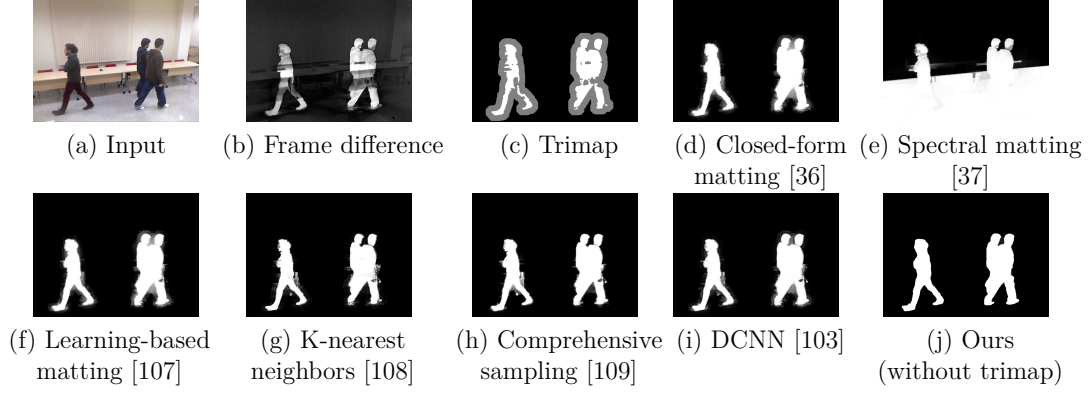 (a) Input
(b) Frame difference
(c) Trimap
(d) Closed-form
matting [36]
(e) Spectral matting
[37]
(f) Learning-based
matting [107]
(g) K-nearest
neighbors [108]
(h) Comprehensive
sampling [109]
(i) DCNN [103]
(j) Ours
(without trimap)